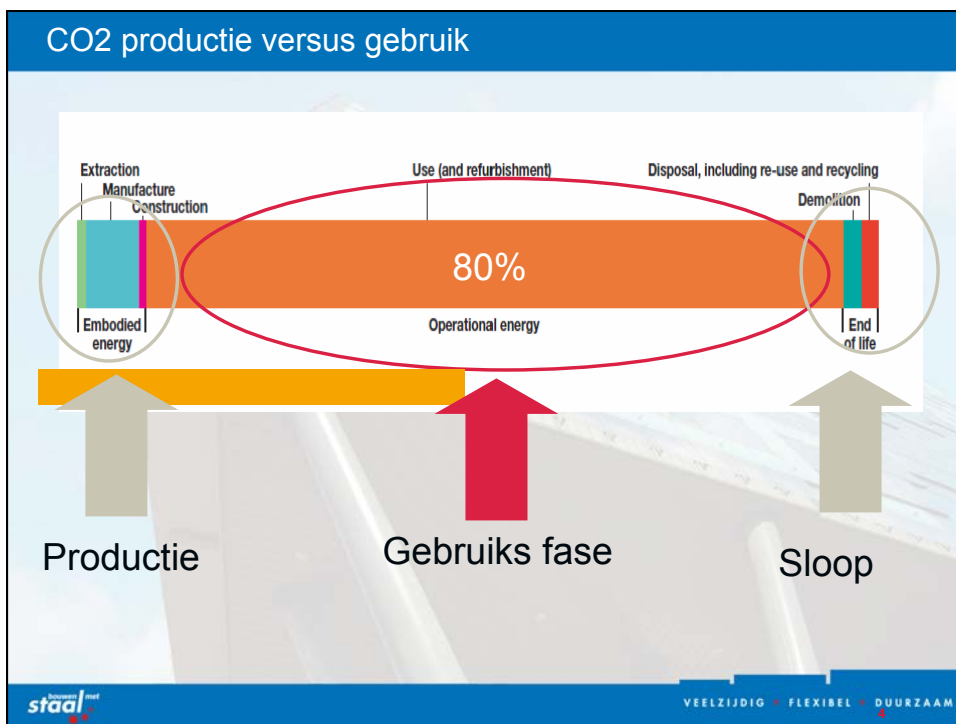 CO2 productie versus gebruik
Extraction
Manufacture
Construction
Use (and refurbishment)
Disposal, including re-use and recycling
Demolition
80%
Embodied
energy
Operational energy
End
of life
Productie
Gebruiks fase
Sloop
bouwen met
staal
VEELZIJDIG FLEXIBEL DUURZAAM